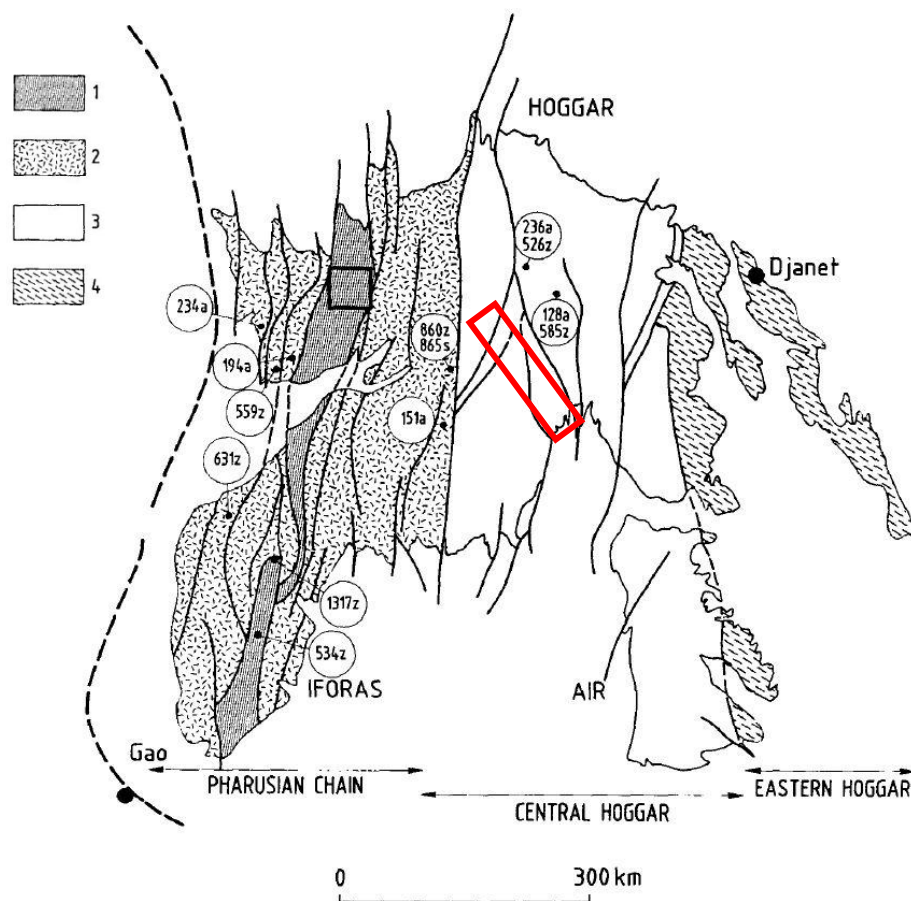 HOGGAR
1
2
3
4
236a
526z
Djanet
234a
128a
585z
860z
865s
194a
559z
151a
631z
1317z
534z
IFORAS
AIR
Gao
PHARUSIAN CHAIN
EASTERN HOGGAR
CENTRAL HOGGAR
0
300 km